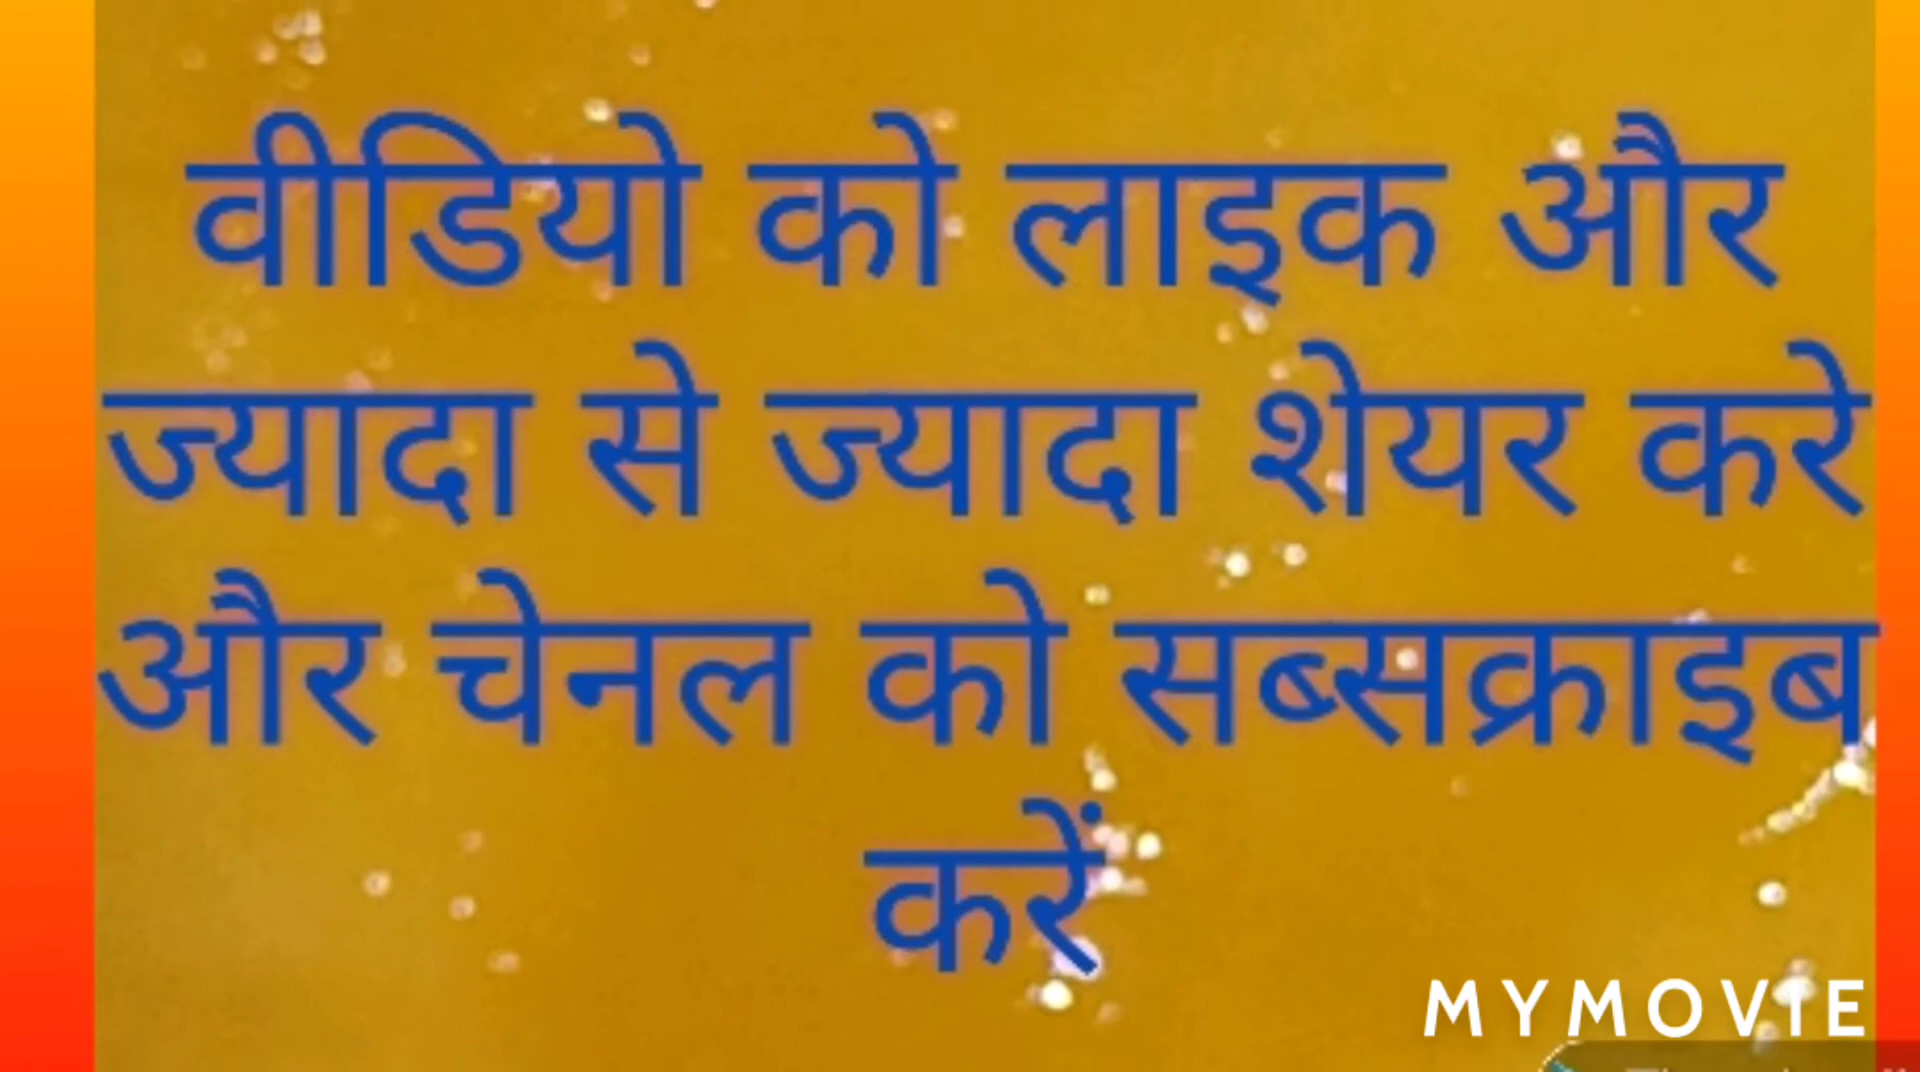 वीडियो को लाइक और
ज्यादा से ज्यादा शेयर करे
और चेनल को सब्सक्राइब
करें
MYMOVIE